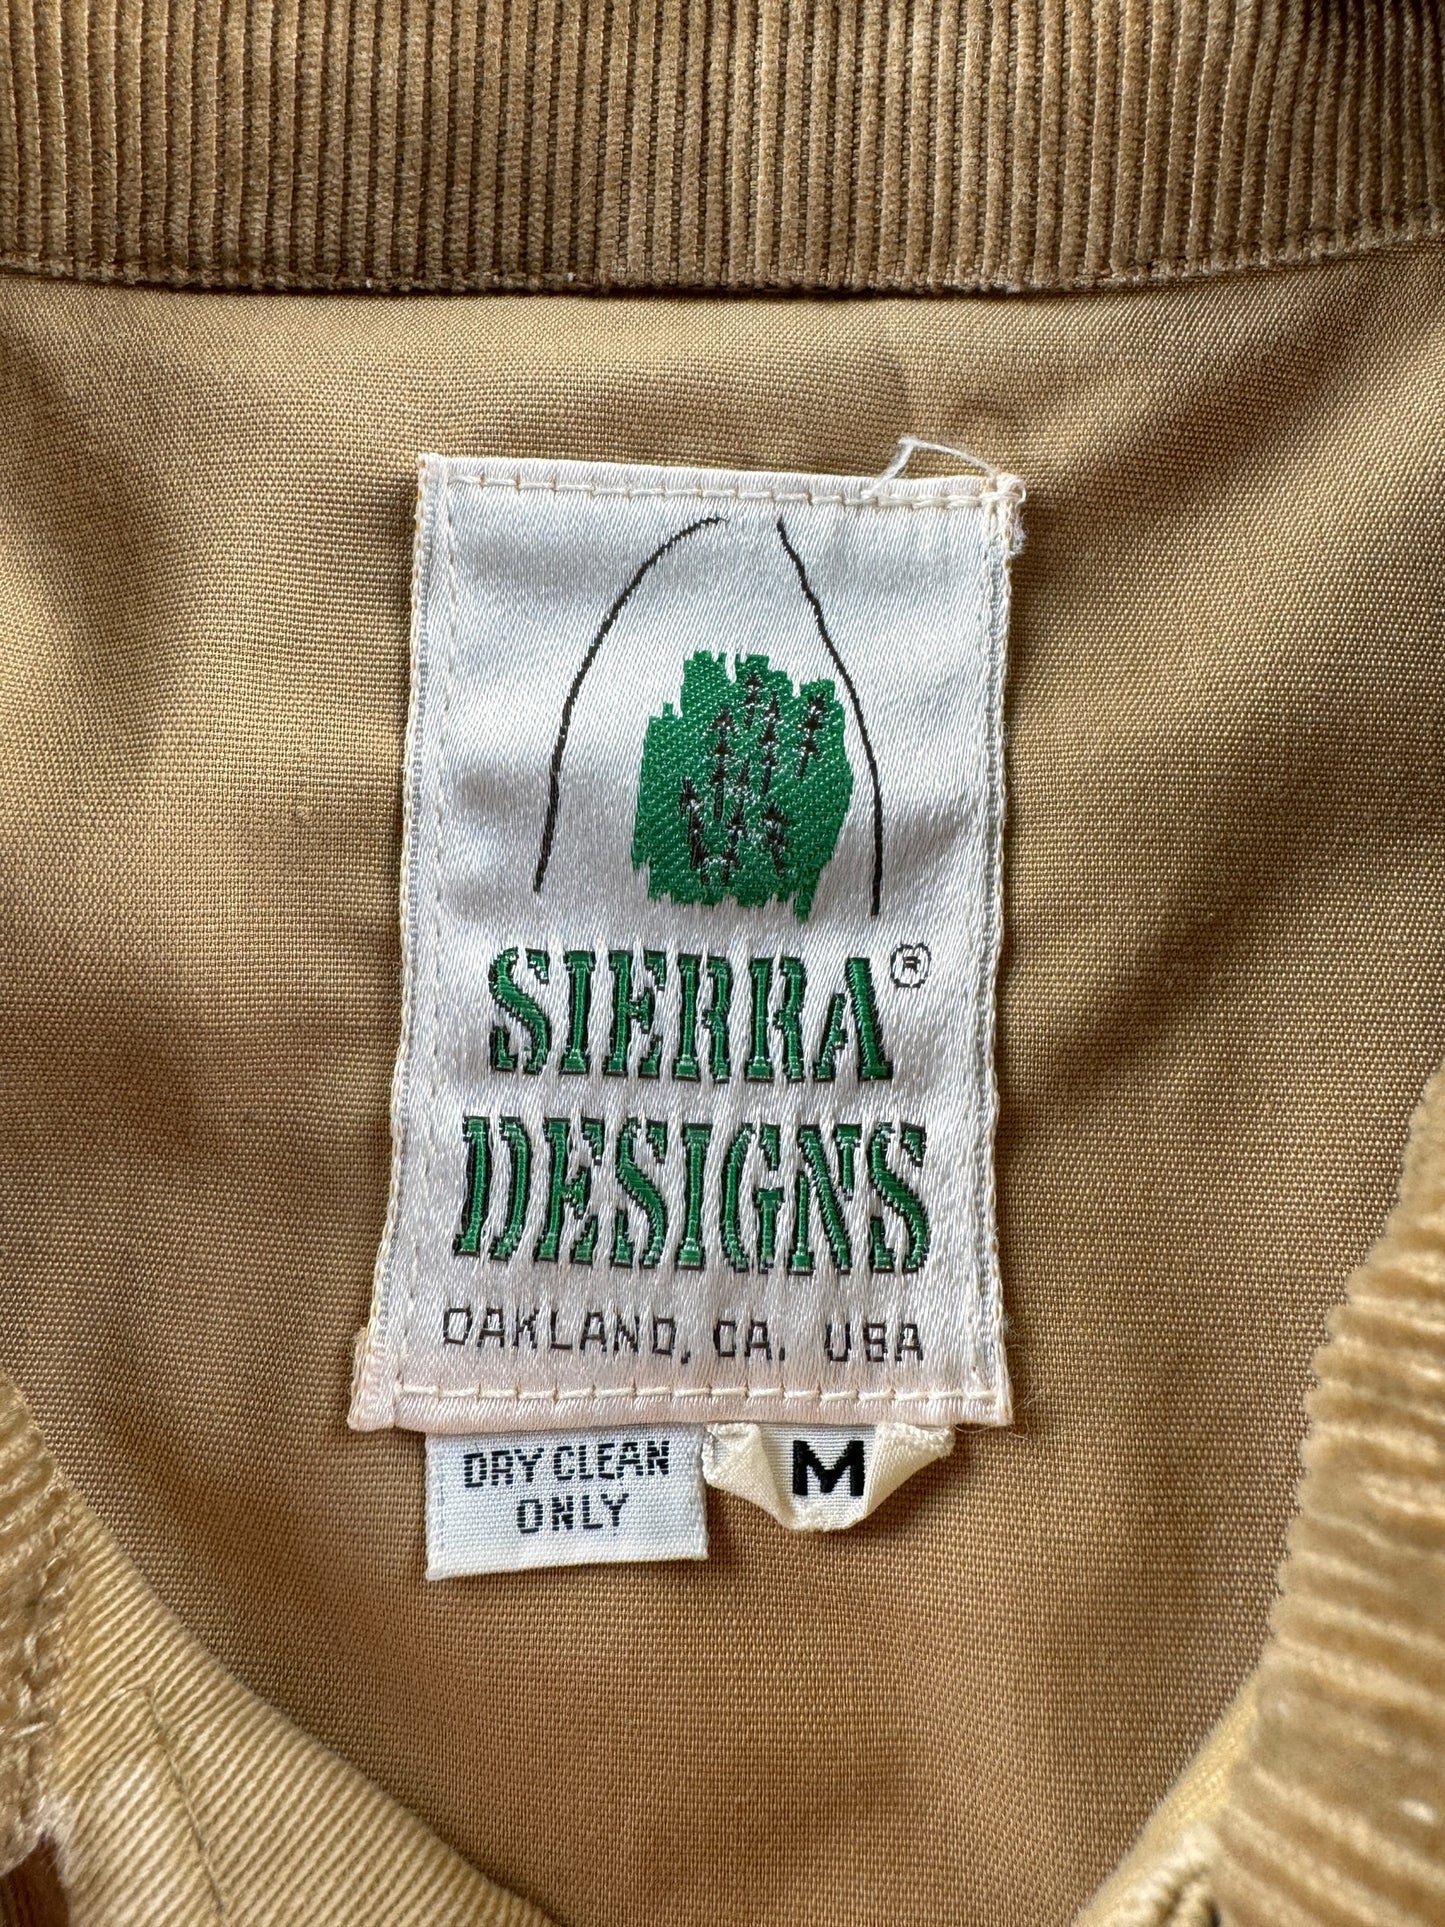 SIERRA®
DESIGNS
OAKLAND, CA. USA
DRY CLEAN
ONLY
M